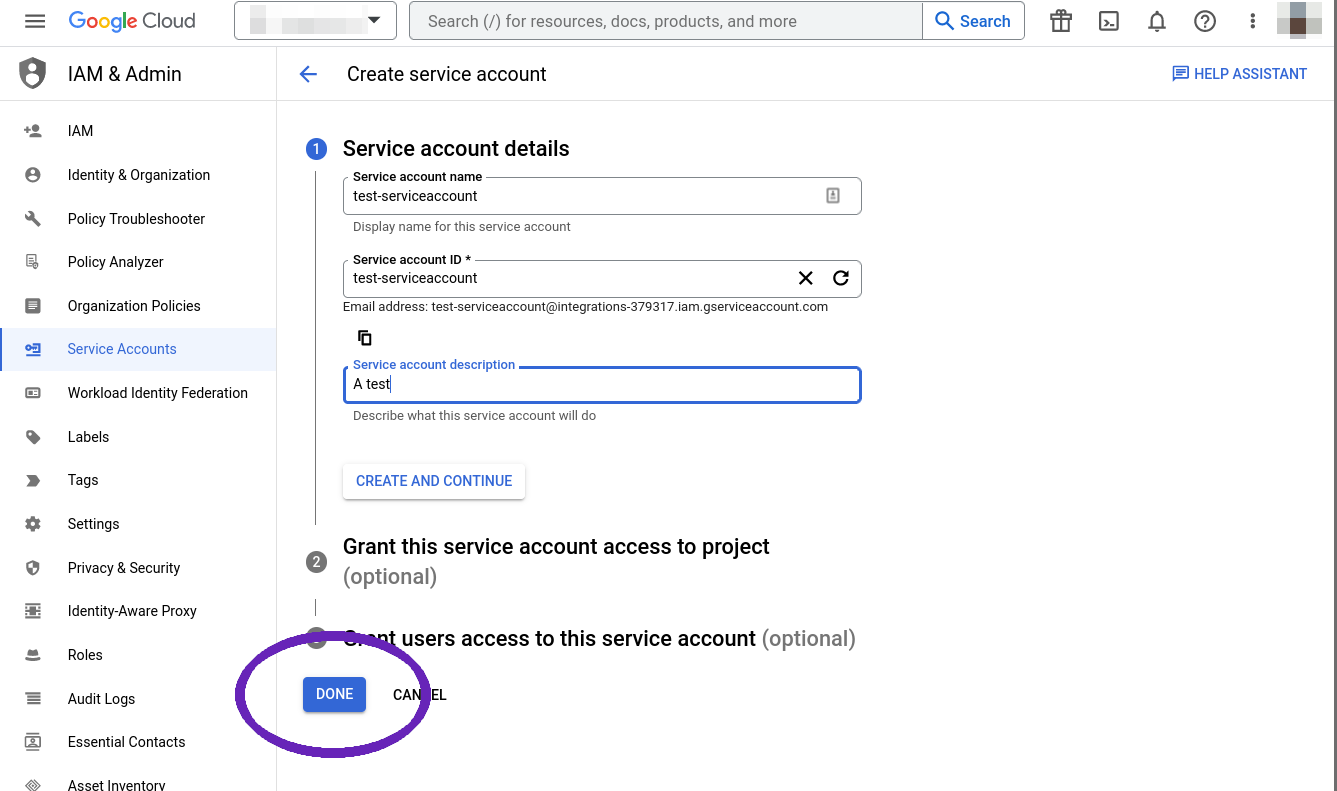 Google Cloud
Search (/) for resources, docs, products, and more
Search
IAM & Admin
Create service account
HELP ASSISTANT
IAM
Identity & Organization
Policy Troubleshooter
Policy Analyzer
Organization Policies
Service Accounts
Workload Identity Federation
Labels
Tags
Settings
Privacy & Security
Identity-Aware Proxy
Roles
Audit Logs
Essential Contacts
Asset Inventory
1 Service account details
Service account name
test-serviceaccount
Display name for this service account
Service account ID *
test-serviceaccount
Email address: test-serviceaccount@integrations-379317.iam.gserviceaccount.com
Service account description
A test
Describe what this service account will do
CREATE AND CONTINUE
2 Grant this service account access to project
(optional)
Grant users access to this service account (optional)
DONE CANCEL